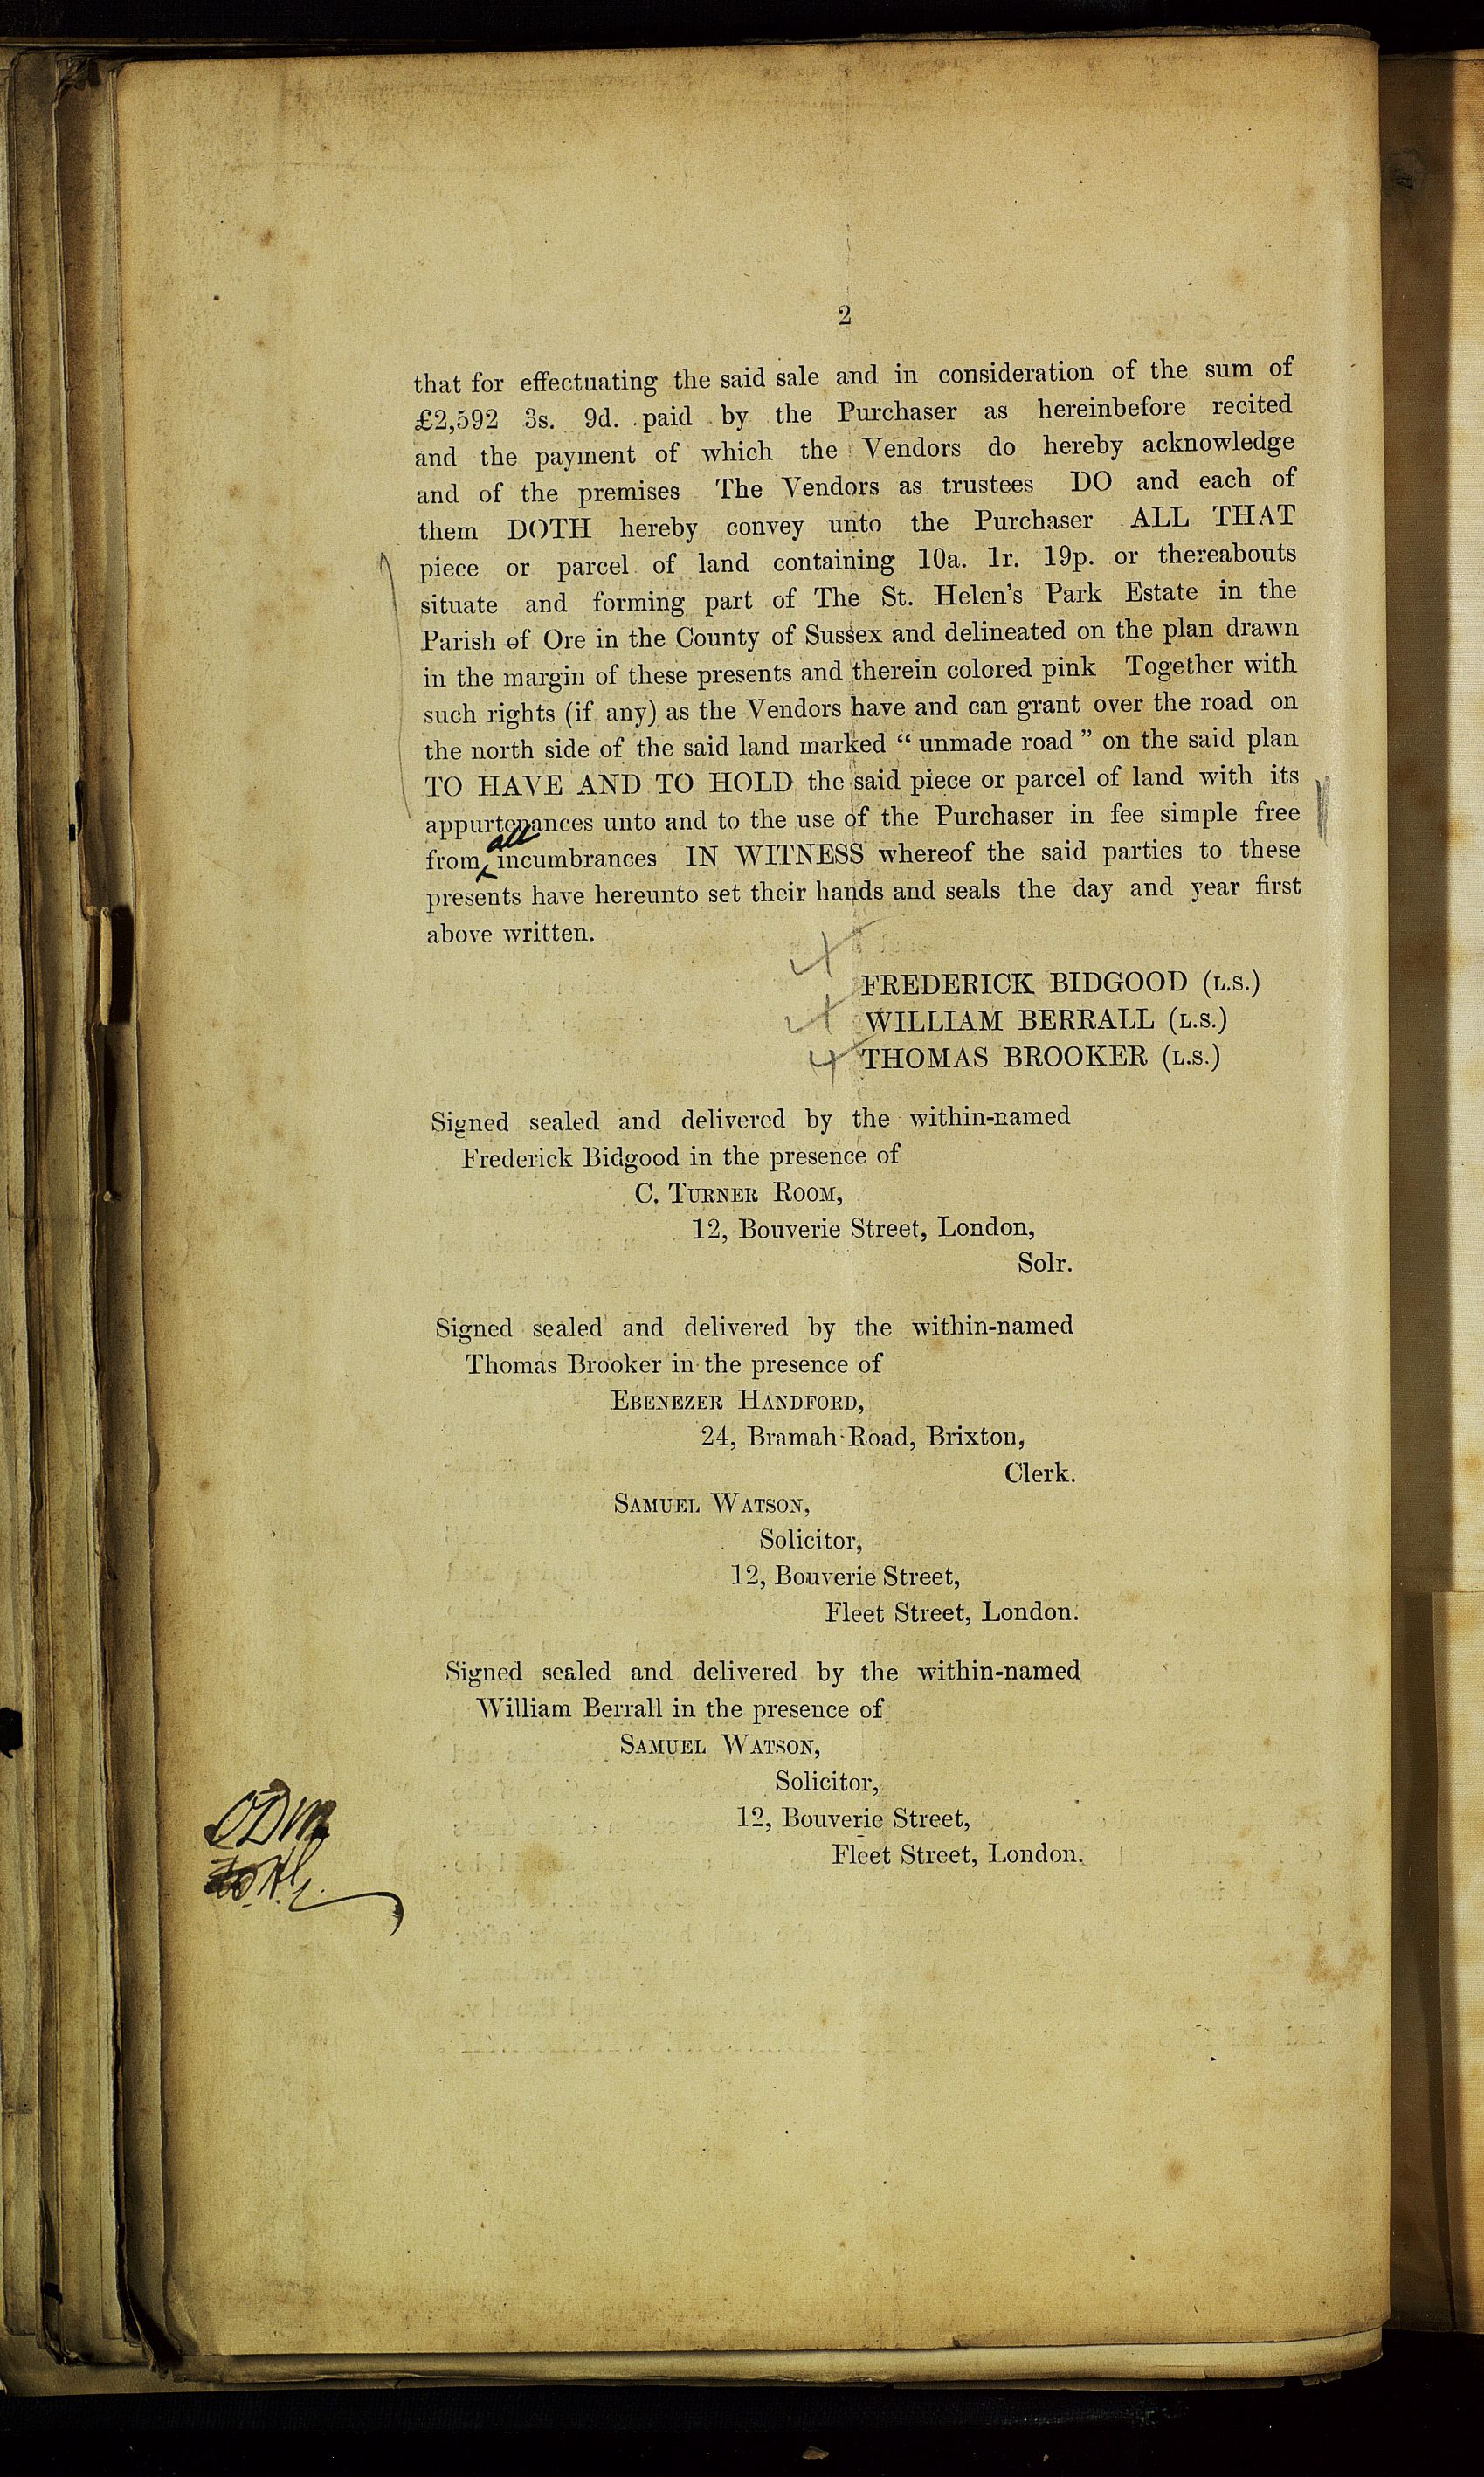 2
that for effectuating the said sale and in consideration of the sum of
£2,592 3s. 9d. paid by the Purchaser as hereinbefore recited
and the payment of which the Vendors do hereby acknowledge
and of the premises The Vendors as trustees DO and each of
them DOTH hereby convey unto the Purchaser ALL THAT
piece or parcel of land containing 10a. 1r. 19p. or thereabouts
situate and forming part of The St. Helen's Park Estate in the
Parish of Ore in the County of Sussex and delineated on the plan drawn
in the margin of these presents and therein colored pink Together with
such rights (if any) as the Vendors have and can grant over the road on
the north side of the said land marked “ unmade road ” on the said plan
TO HAVE AND TO HOLD the said piece or parcel of land with its
appurtenances unto and to the use of the Purchaser in fee simple free
from all incumbrances IN WITNESS whereof the said parties to these
presents have hereunto set their hands and seals the day and year first
above written.
FREDERICK BIDGOOD (L.S.)
WILLIAM BERRALL (L.S.)
THOMAS BROOKER (L.S.)
Signed sealed and delivered by the within-named
Frederick Bidgood in the presence of
C. TURNER ROOM,
12, Bouverie Street, London,
Solr.
Signed sealed and delivered by the within-named
Thomas Brooker in the presence of
EBENEZER HANDFORD,
24, Bramah Road, Brixton,
Clerk.
SAMUEL WATSON,
Solicitor,
12, Bouverie Street,
Fleet Street, London.
Signed sealed and delivered by the within-named
William Berrall in the presence of
SAMUEL WATSON,
Solicitor,
12, Bouverie Street,
Fleet Street, London.